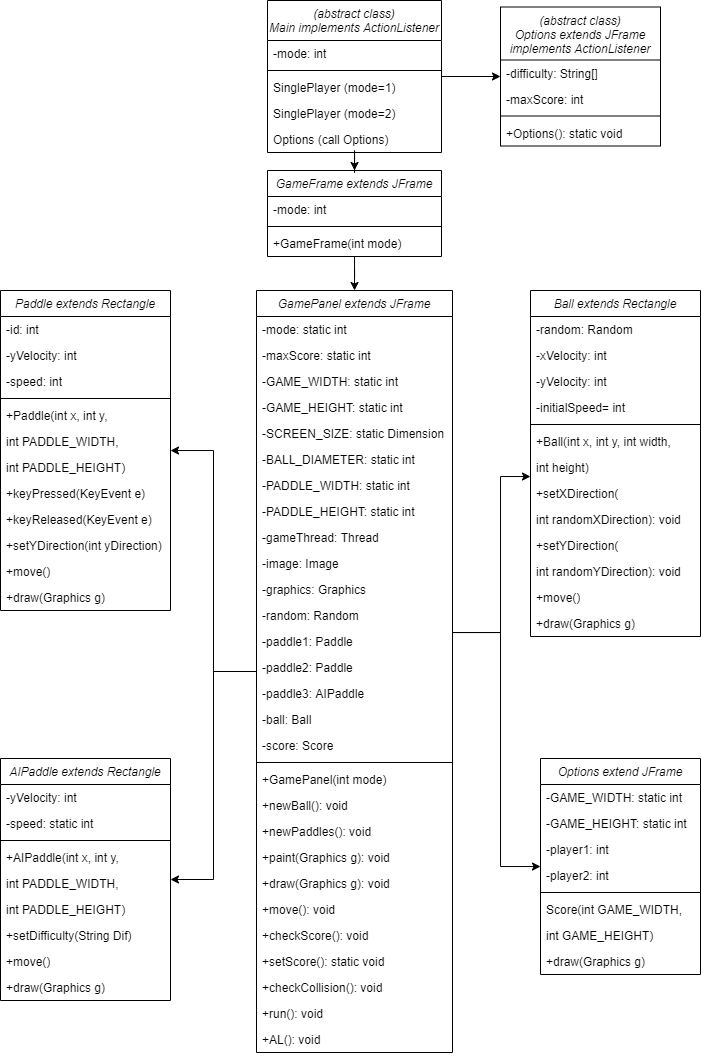 (abstract class)
Main implements ActionListener
-mode: int
SinglePlayer (mode=1)
SinglePlayer (mode=2)
Options (call Options)
(abstract class)
Options extends JFrame
implements ActionListener
-difficulty: String[]
-maxScore: int
+Options(): static void
GameFrame extends JFrame
-mode: int
+GameFrame(int mode)
Paddle extends Rectangle
-id: int
-yVelocity: int
-speed: int
+Paddle(int x, int y,
int PADDLE_WIDTH,
int PADDLE_HEIGHT)
+keyPressed(KeyEvent e)
+keyReleased(KeyEvent e)
+setYDirection(int yDirection)
+move()
+draw(Graphics g)
GamePanel extends JFrame
-mode: static int
-maxScore: static int
-GAME_WIDTH: static int
-GAME_HEIGHT: static int
-SCREEN_SIZE: static Dimension
-BALL_DIAMETER: static int
-PADDLE_WIDTH: static int
-PADDLE_HEIGHT: static int
-gameThread: Thread
-image: Image
-graphics: Graphics
-random: Random
-paddle1: Paddle
-paddle2: Paddle
-paddle3: AIPaddle
-ball: Ball
-score: Score
+GamePanel(int mode)
+newBall(): void
+newPaddles(): void
+paint(Graphics g): void
+draw(Graphics g): void
+move(): void
+checkScore(): void
+setScore(): static void
+checkCollision(): void
+run(): void
+AL(): void
Ball extends Rectangle
-random: Random
-xVelocity: int
-yVelocity: int
-initialSpeed= int
+Ball(int x, int y, int width,
int height)
+setXDirection(
int randomXDirection): void
+setYDirection(
int randomYDirection): void
+move()
+draw(Graphics g)
AIPaddle extends Rectangle
-yVelocity: int
-speed: static int
+AIPaddle(int x, int y,
int PADDLE_WIDTH,
int PADDLE_HEIGHT)
+setDifficulty(String Dif)
+move()
+draw(Graphics g)
Options extend JFrame
-GAME_WIDTH: static int
-GAME_HEIGHT: static int
-player1: int
-player2: int
Score(int GAME_WIDTH,
int GAME_HEIGHT)
+draw(Graphics g)